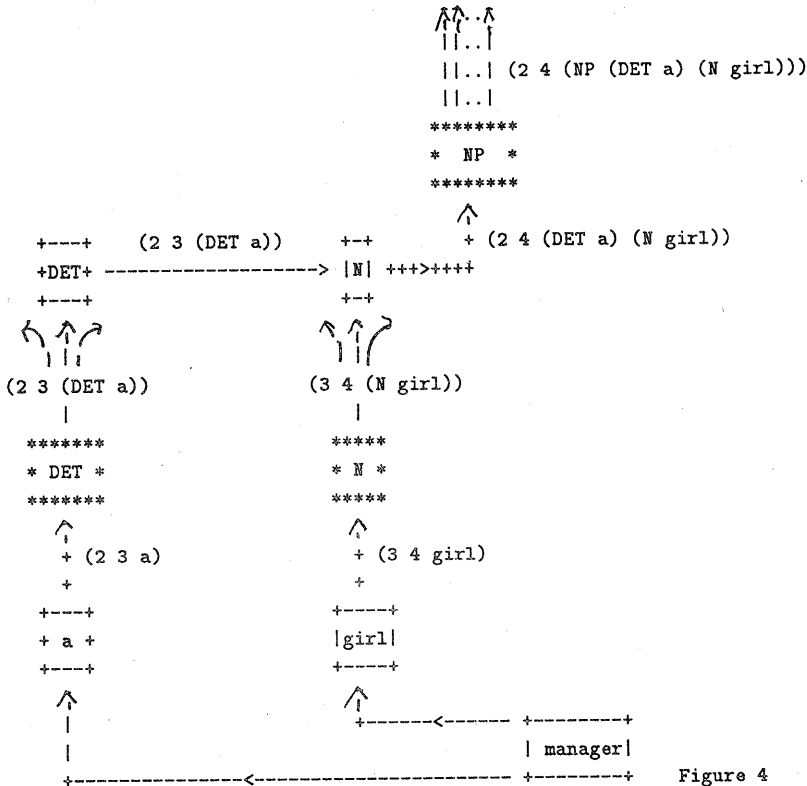 (2 4 (NP (DET a) (N girl)))
NP
(2 3 (DET a))
(2 4 (DET a) (N girl))
DET
N
(2 3 (DET a))
(3 4 (N girl))
DET
N
(2 3 a)
(3 4 girl)
a
girl
manager
Figure 4